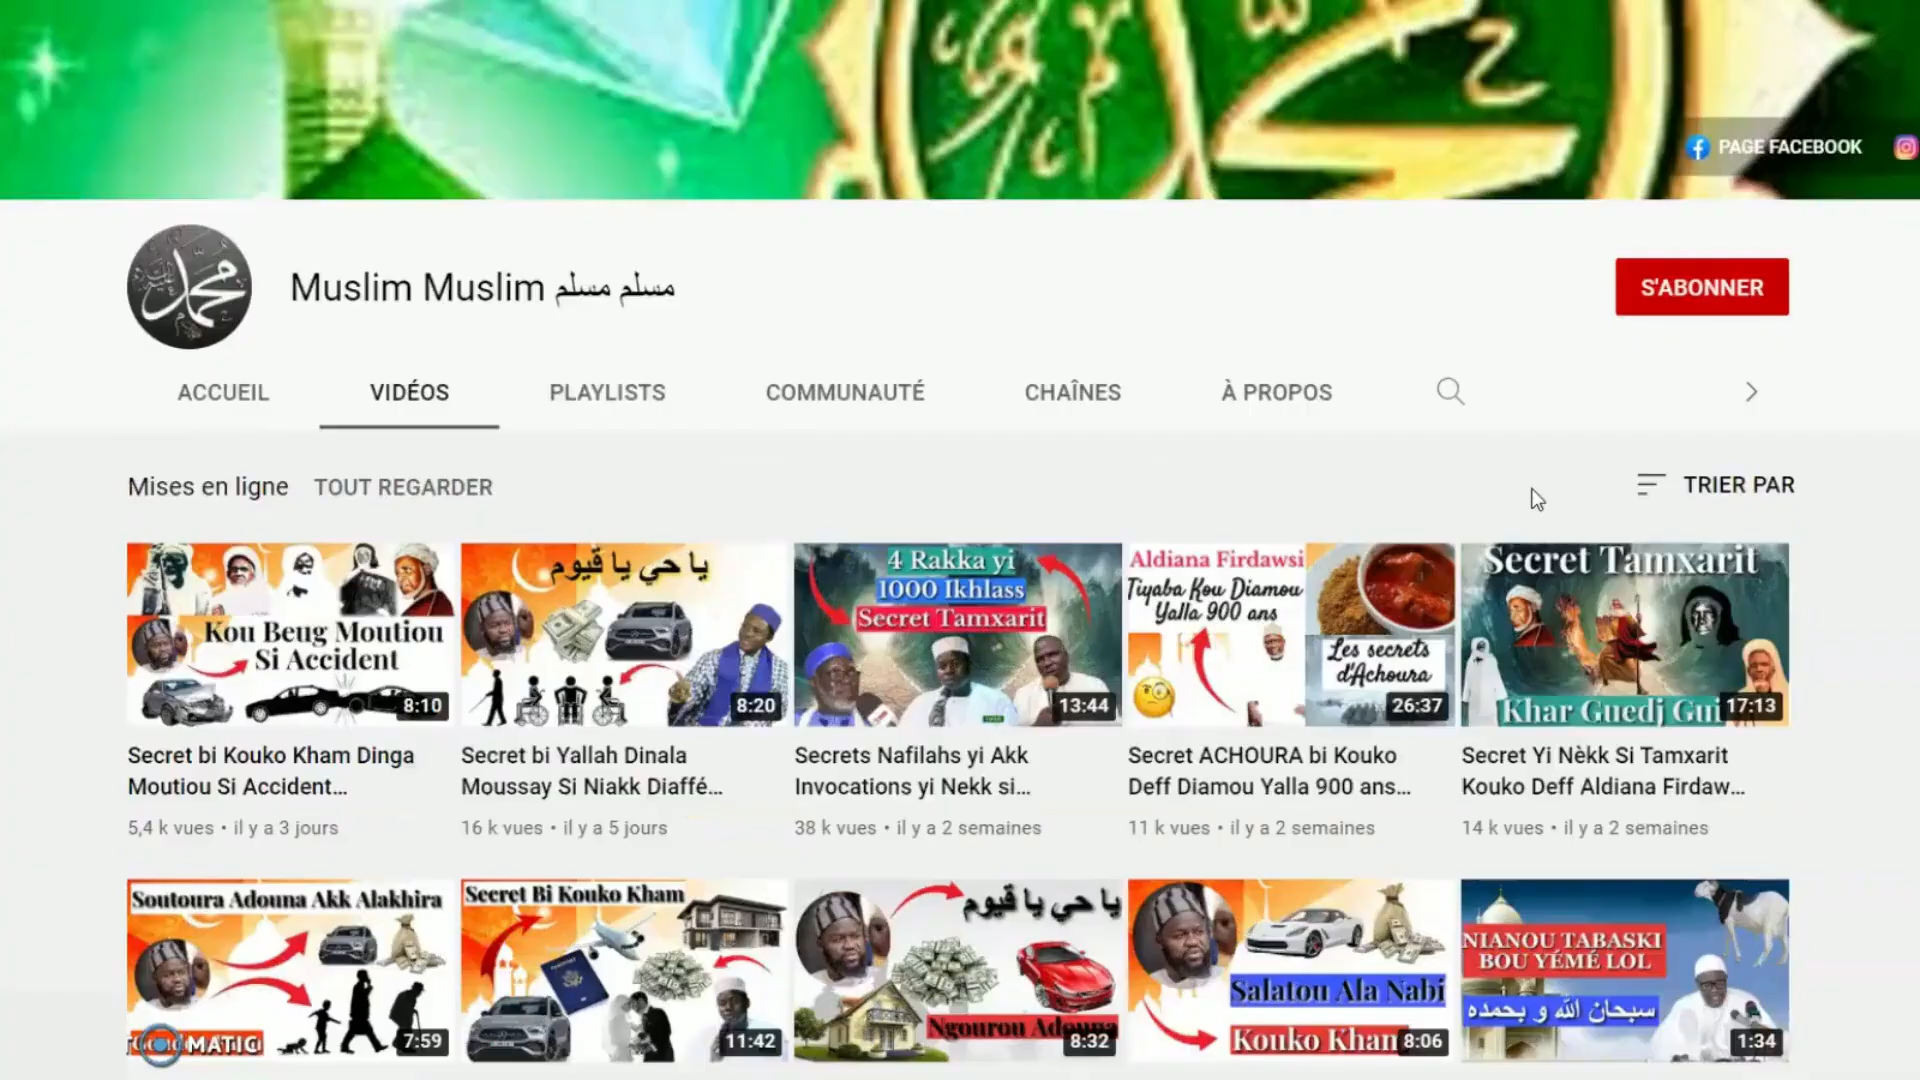 PAGE FACEBOOK
Muslim Muslim مسلم مسلم
S'ABONNER
ACCUEIL
VIDÉOS
PLAYLISTS
COMMUNAUTÉ
CHAÎNES
À PROPOS
Mises en ligne
TOUT REGARDER
TRIER PAR
Kou Beug Moutiou
Si Accident
8:10
يا حي يا قيوم
8:20
4 Rakka yi
1000 Ikhlass
Secret Tamxarit
13:44
Aldiana Firdawsi
Tiyaba Kou Diamou
Yalla 900 ans
Les secrets
d'Achoura
26:37
Secret Tamxarit
Khar Guedj Gui
17:13
Secret bi Kouko Kham Dinga
Moutiou Si Accident...
5,4 k vues • il y a 3 jours
Secret bi Yallah Dinala
Moussay Si Niakk Diaffé...
16 k vues • il y a 5 jours
Secrets Nafilahs yi Akk
Invocations yi Nekk si...
38 k vues • il y a 2 semaines
Secret ACHOURA bi Kouko
Deff Diamou Yalla 900 ans...
11 k vues • il y a 2 semaines
Secret Yi Nèkk Si Tamxarit
Kouko Deff Aldiana Firdaw...
14 k vues • il y a 2 semaines
Soutoura Adouna Akk Alakhira
MATIC
7:59
Secret Bi Kouko Kham
11:42
يا حي يا قيوم
Ngourou Adouna
8:32
Salatou Ala Nabi
Kouko Kham
8:06
NIANOU TABASKI
BOU YÉMÉ LOL
سبحان الله و بحمده
1:34